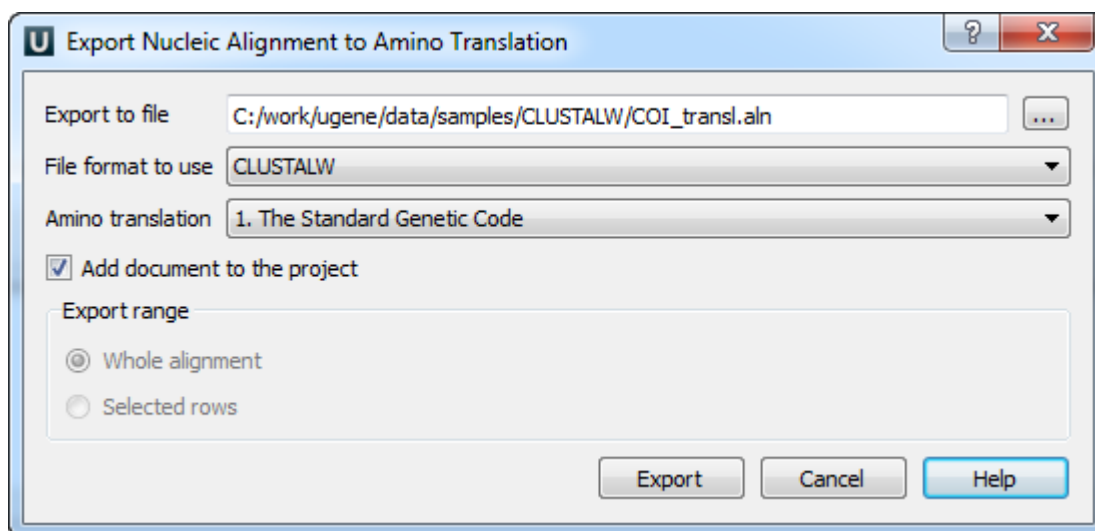 U Export Nucleic Alignment to Amino Translation
? X
Export to file C:/work/ugene/data/samples/CLUSTALW/COI_transl.aln ...
File format to use CLUSTALW
Amino translation 1. The Standard Genetic Code
Add document to the project
Export range
Whole alignment
Selected rows
Export Cancel Help